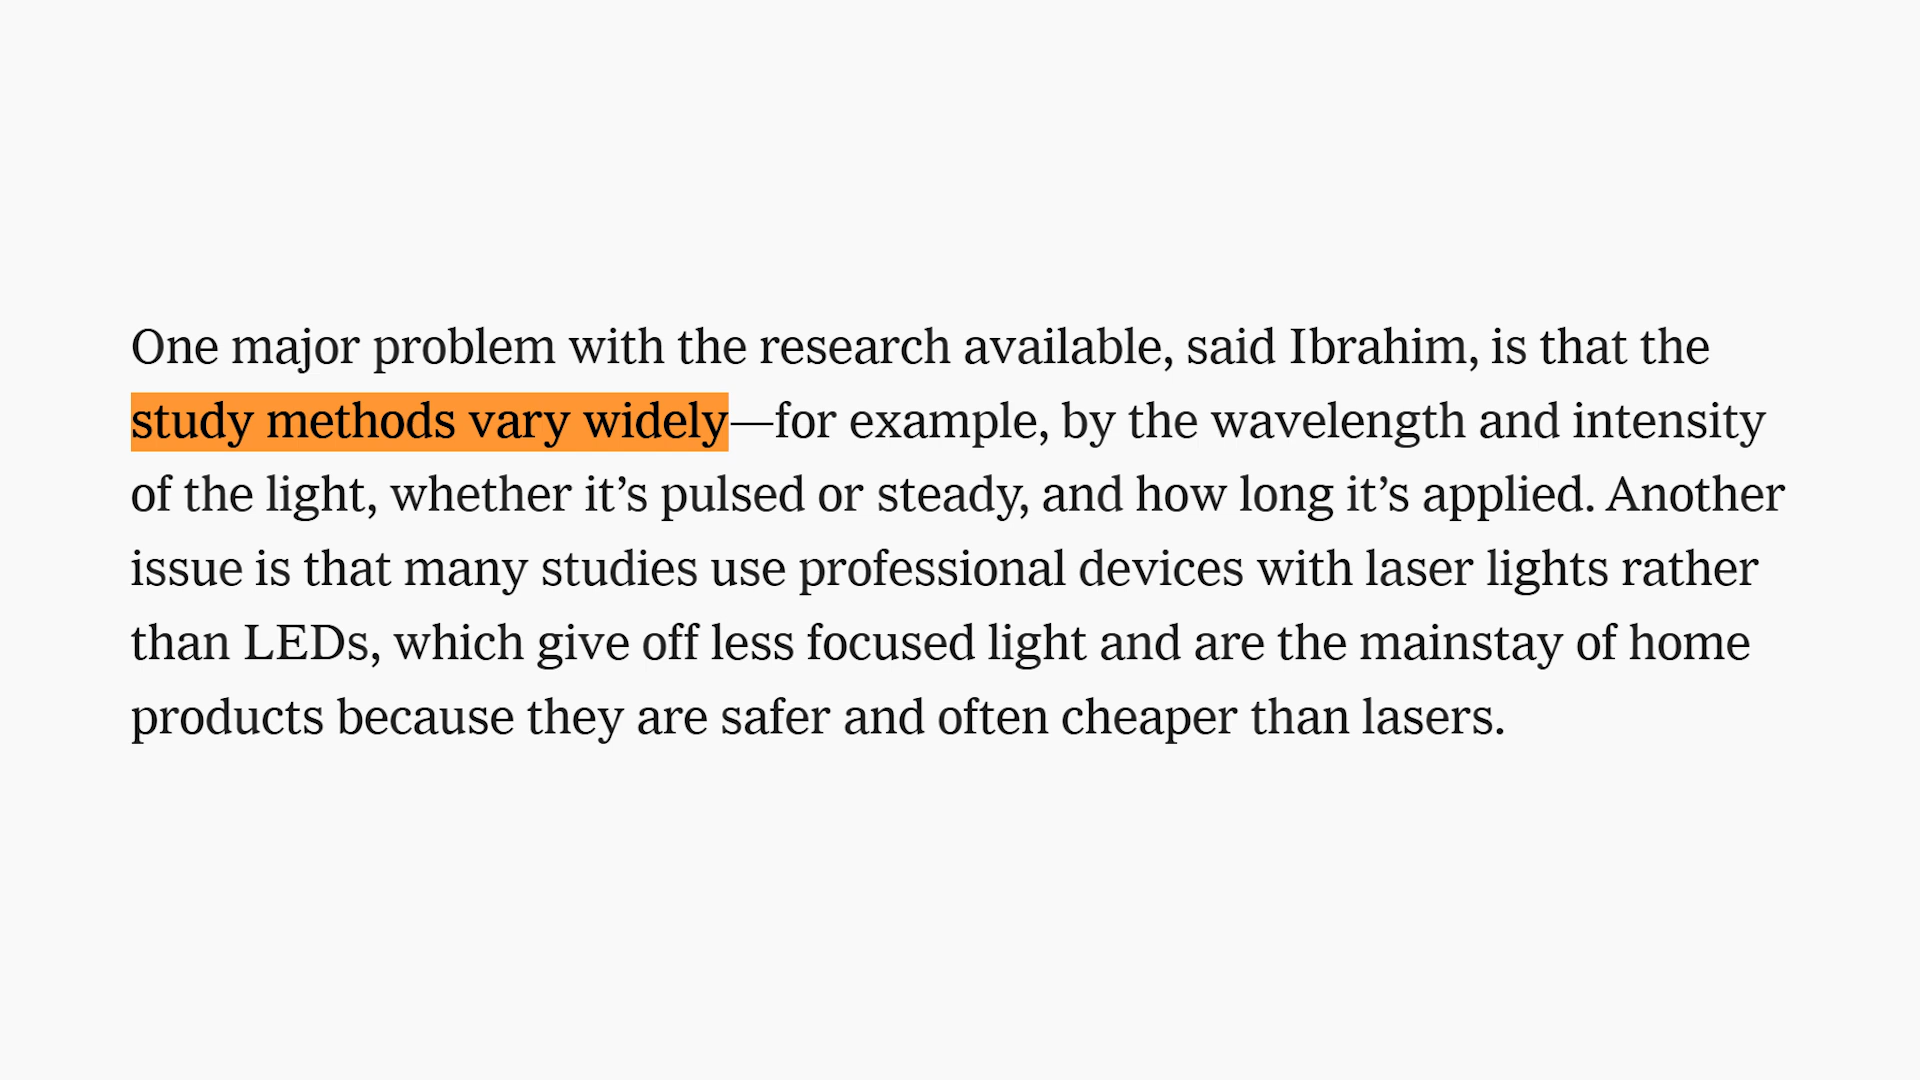 One major problem with the research available, said Ibrahim, is that the
study methods vary widely—for example, by the wavelength and intensity
of the light, whether it’s pulsed or steady, and how long it’s applied. Another
issue is that many studies use professional devices with laser lights rather
than LEDs, which give off less focused light and are the mainstay of home
products because they are safer and often cheaper than lasers.